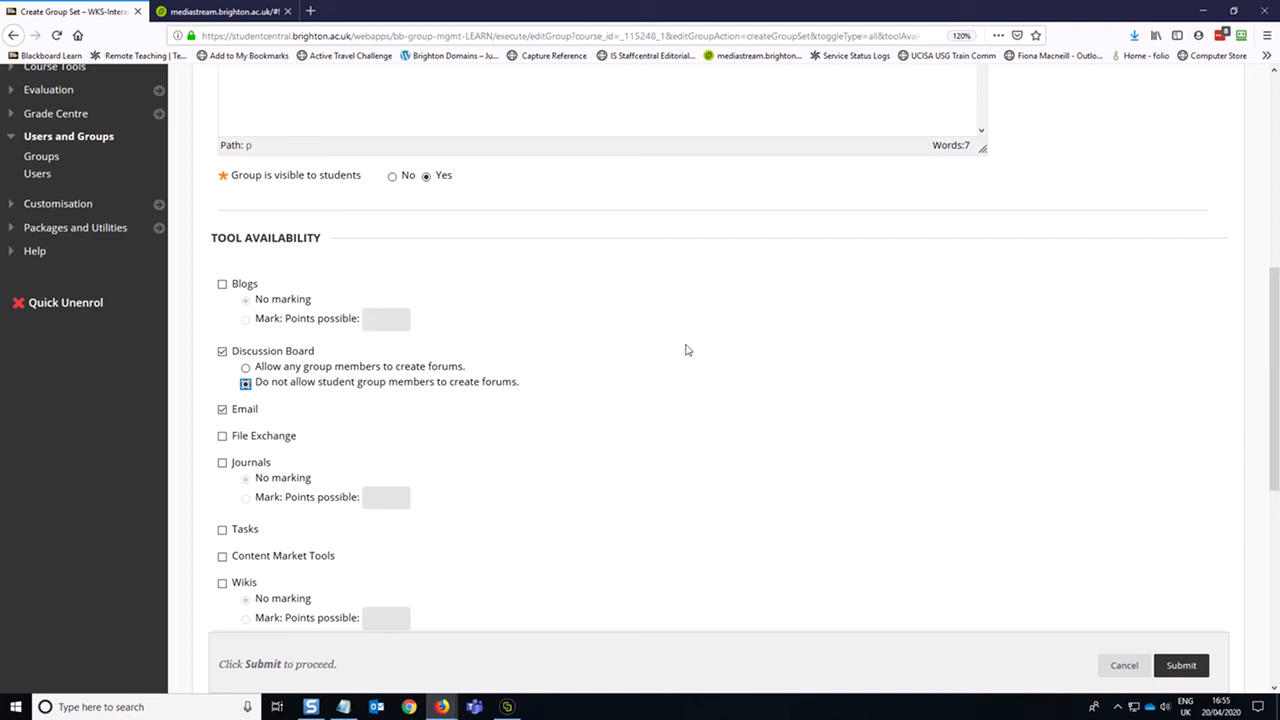 Create Group Set – WKS-Intera
mediastream.brighton.ac.uk/#!
https://studentcentral.brighton.ac.uk/webapps/bb-group-mgmt-LEARN/execute/editGroup?course_id=_115248_1&editGroupAction=createGroupSet&toggleType=all&toolAvai
120%
8
Blackboard Learn
Remote Teaching | Te...
Add to My Bookmarks
Active Travel Challenge
Brighton Domains – Ju...
Capture Reference
IS Staffcentral Editorial...
mediastream.brighton...
Service Status Logs
UCISA USG Train Comm
Fiona Macneill - Outlo...
Home - folio
Computer Store
Course Tools
Evaluation
Grade Centre
Users and Groups
Groups
Users
Customisation
Packages and Utilities
Help
Quick Unenrol
Path: p
Words:7
Group is visible to students No Yes
TOOL AVAILABILITY
Blogs
No marking
Mark: Points possible:
Discussion Board
Allow any group members to create forums.
Do not allow student group members to create forums.
Email
File Exchange
Journals
No marking
Mark: Points possible:
Tasks
Content Market Tools
Wikis
No marking
Mark: Points possible:
Click Submit to proceed.
Cancel
Submit
Type here to search
ENG
UK
16:55
20/04/2020